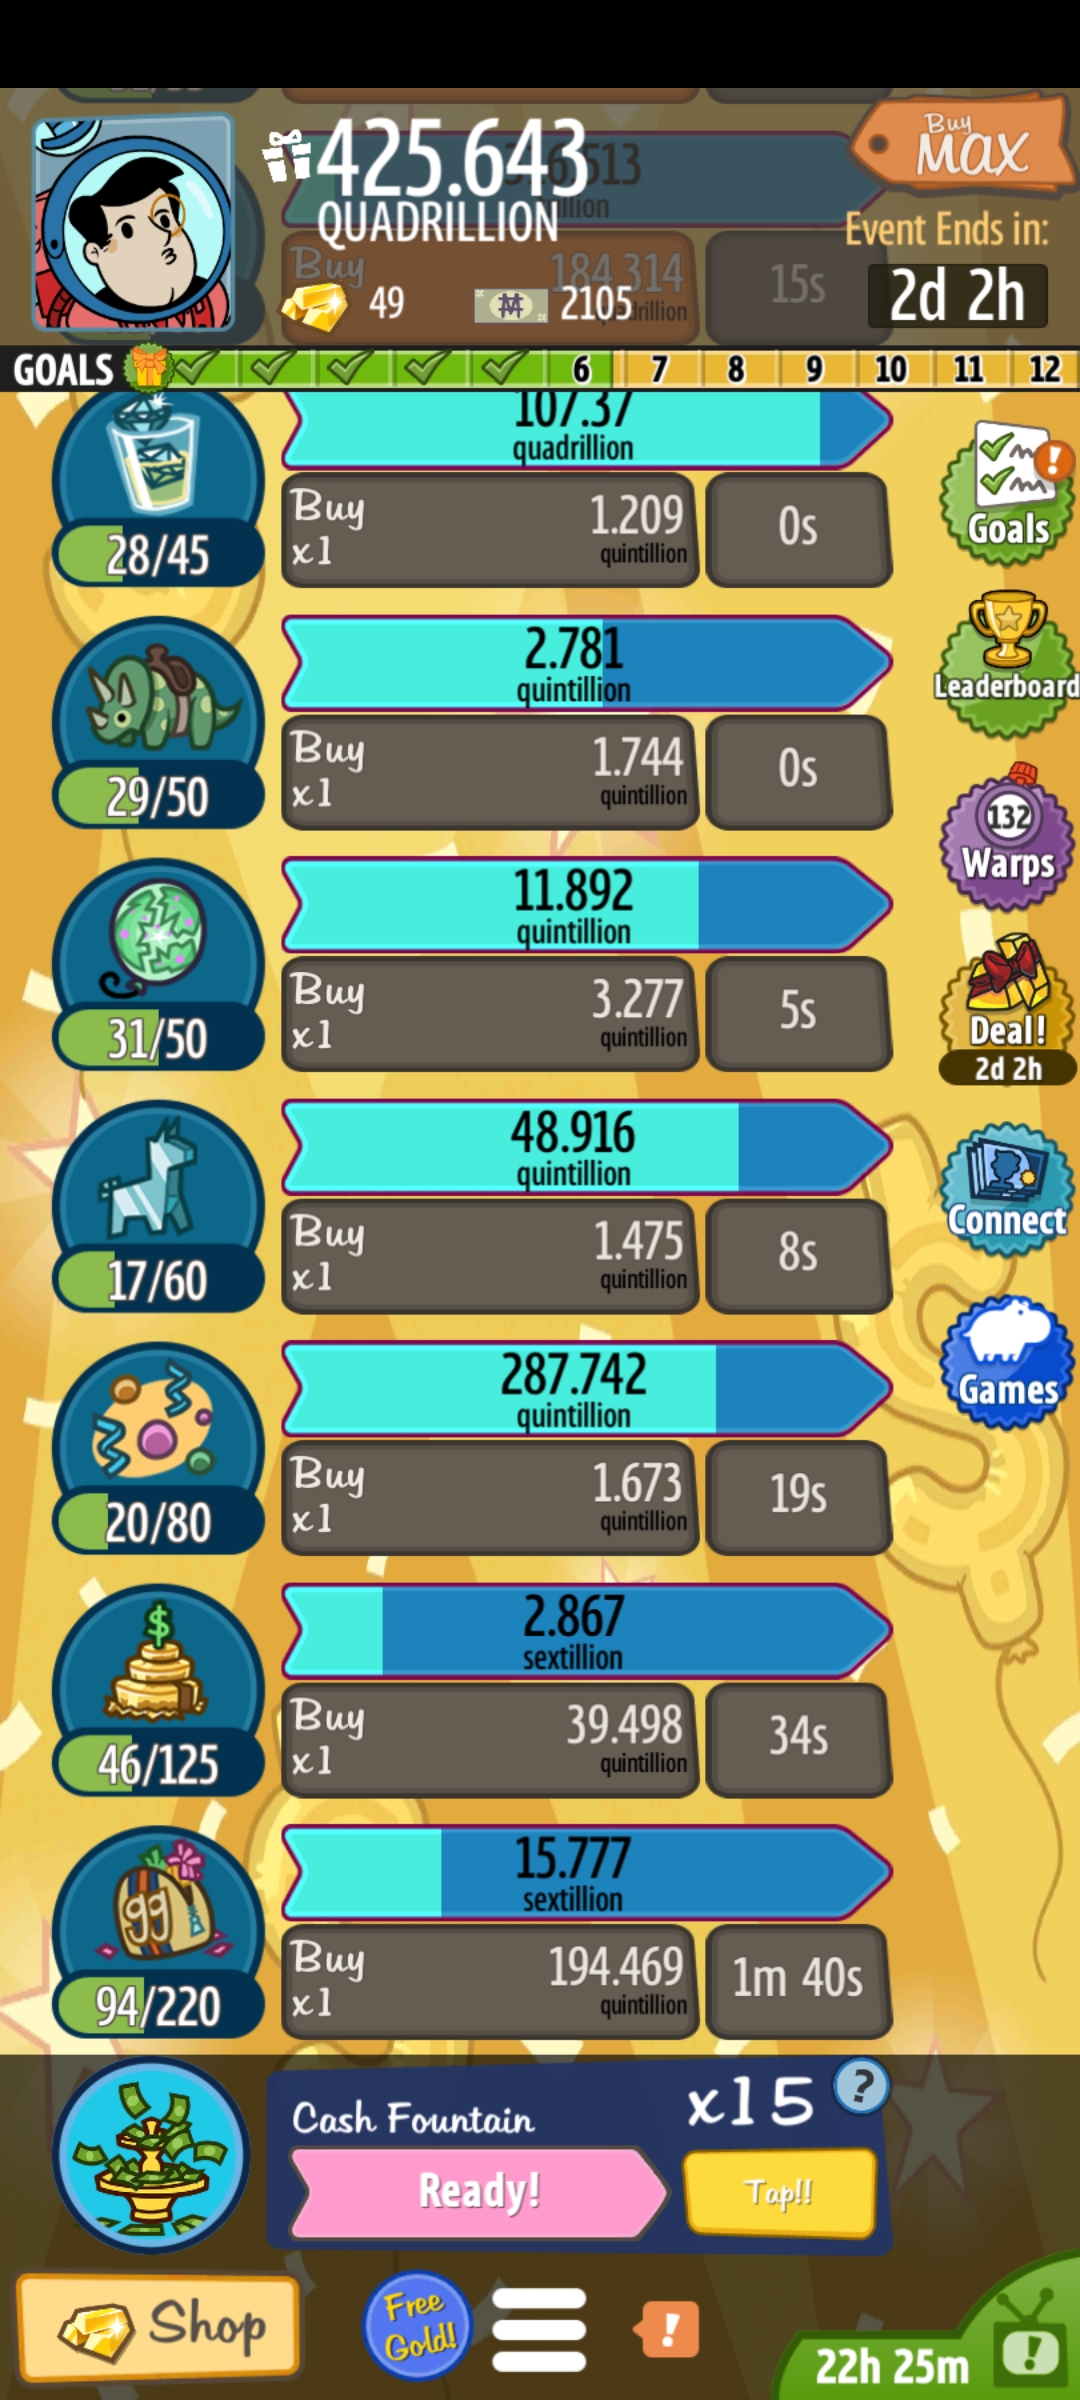 425.643
QUADRILLION
Buy
MAX
Event Ends in:
2d 2h
49
2105
Buy
184.314
15s
GOALS 6 7 8 9 10 11 12
107.37
quadrillion
28/45
Buy
x1
1.209
quintillion
0s
Goals
2.781
quintillion
29/50
Buy
x1
1.744
quintillion
0s
Leaderboard
11.892
quintillion
31/50
Buy
x1
3.277
quintillion
5s
132
Warps
Deal!
2d 2h
48.916
quintillion
17/60
Buy
x1
1.475
quintillion
8s
Connect
287.742
quintillion
20/80
Buy
x1
1.673
quintillion
19s
Games
$
2.867
sextillion
46/125
Buy
x1
39.498
quintillion
34s
99
15.777
sextillion
94/220
Buy
x1
194.469
quintillion
1m 40s
Cash Fountain
x15
?
Ready!
Tap!!
Shop
Free
Gold!
!
22h 25m
!